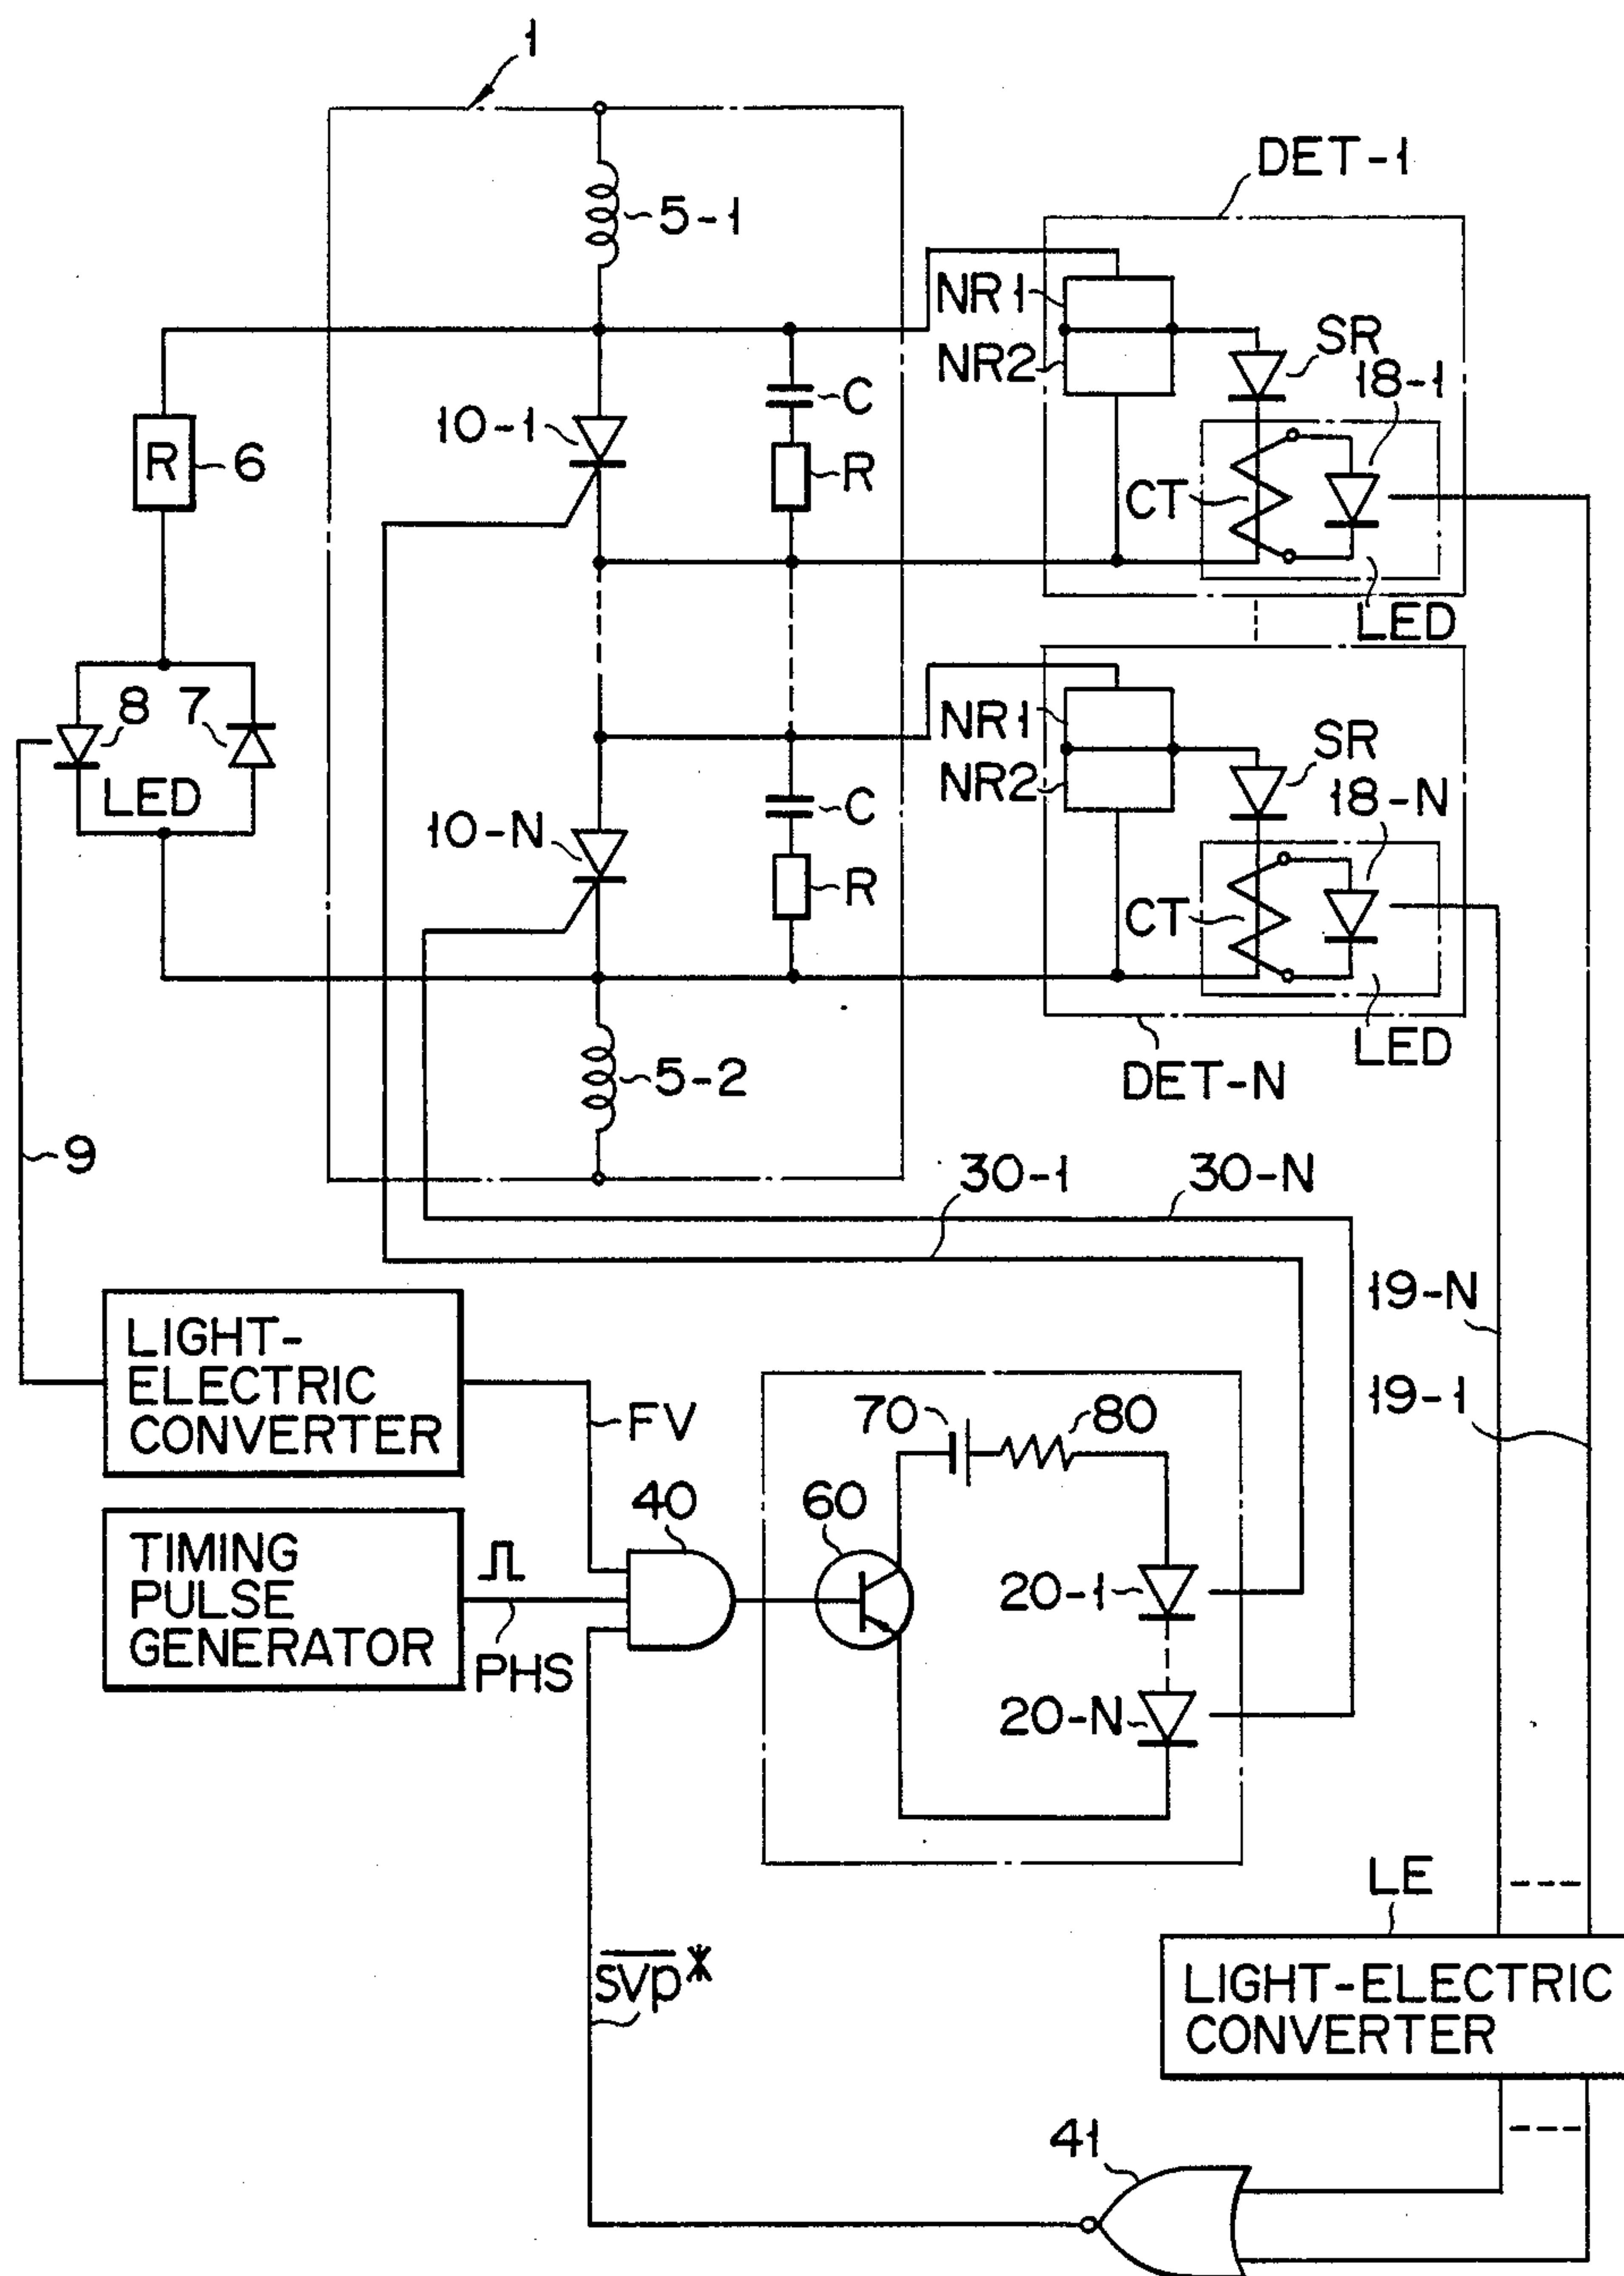 1
DET-1
5-1
NR1
NR2
SR
18-1
C
10-1
R
R
6
CT
LED
8
7
LED
NR1
NR2
SR
18-N
C
10-N
R
CT
LED
DET-N
5-2
9
30-1
30-N
19-N
19-1
LIGHT-
ELECTRIC
CONVERTER
FV
70
80
40
60
TIMING
PULSE
GENERATOR
PHS
20-1
20-N
LE
SVp*
LIGHT-ELECTRIC
CONVERTER
41